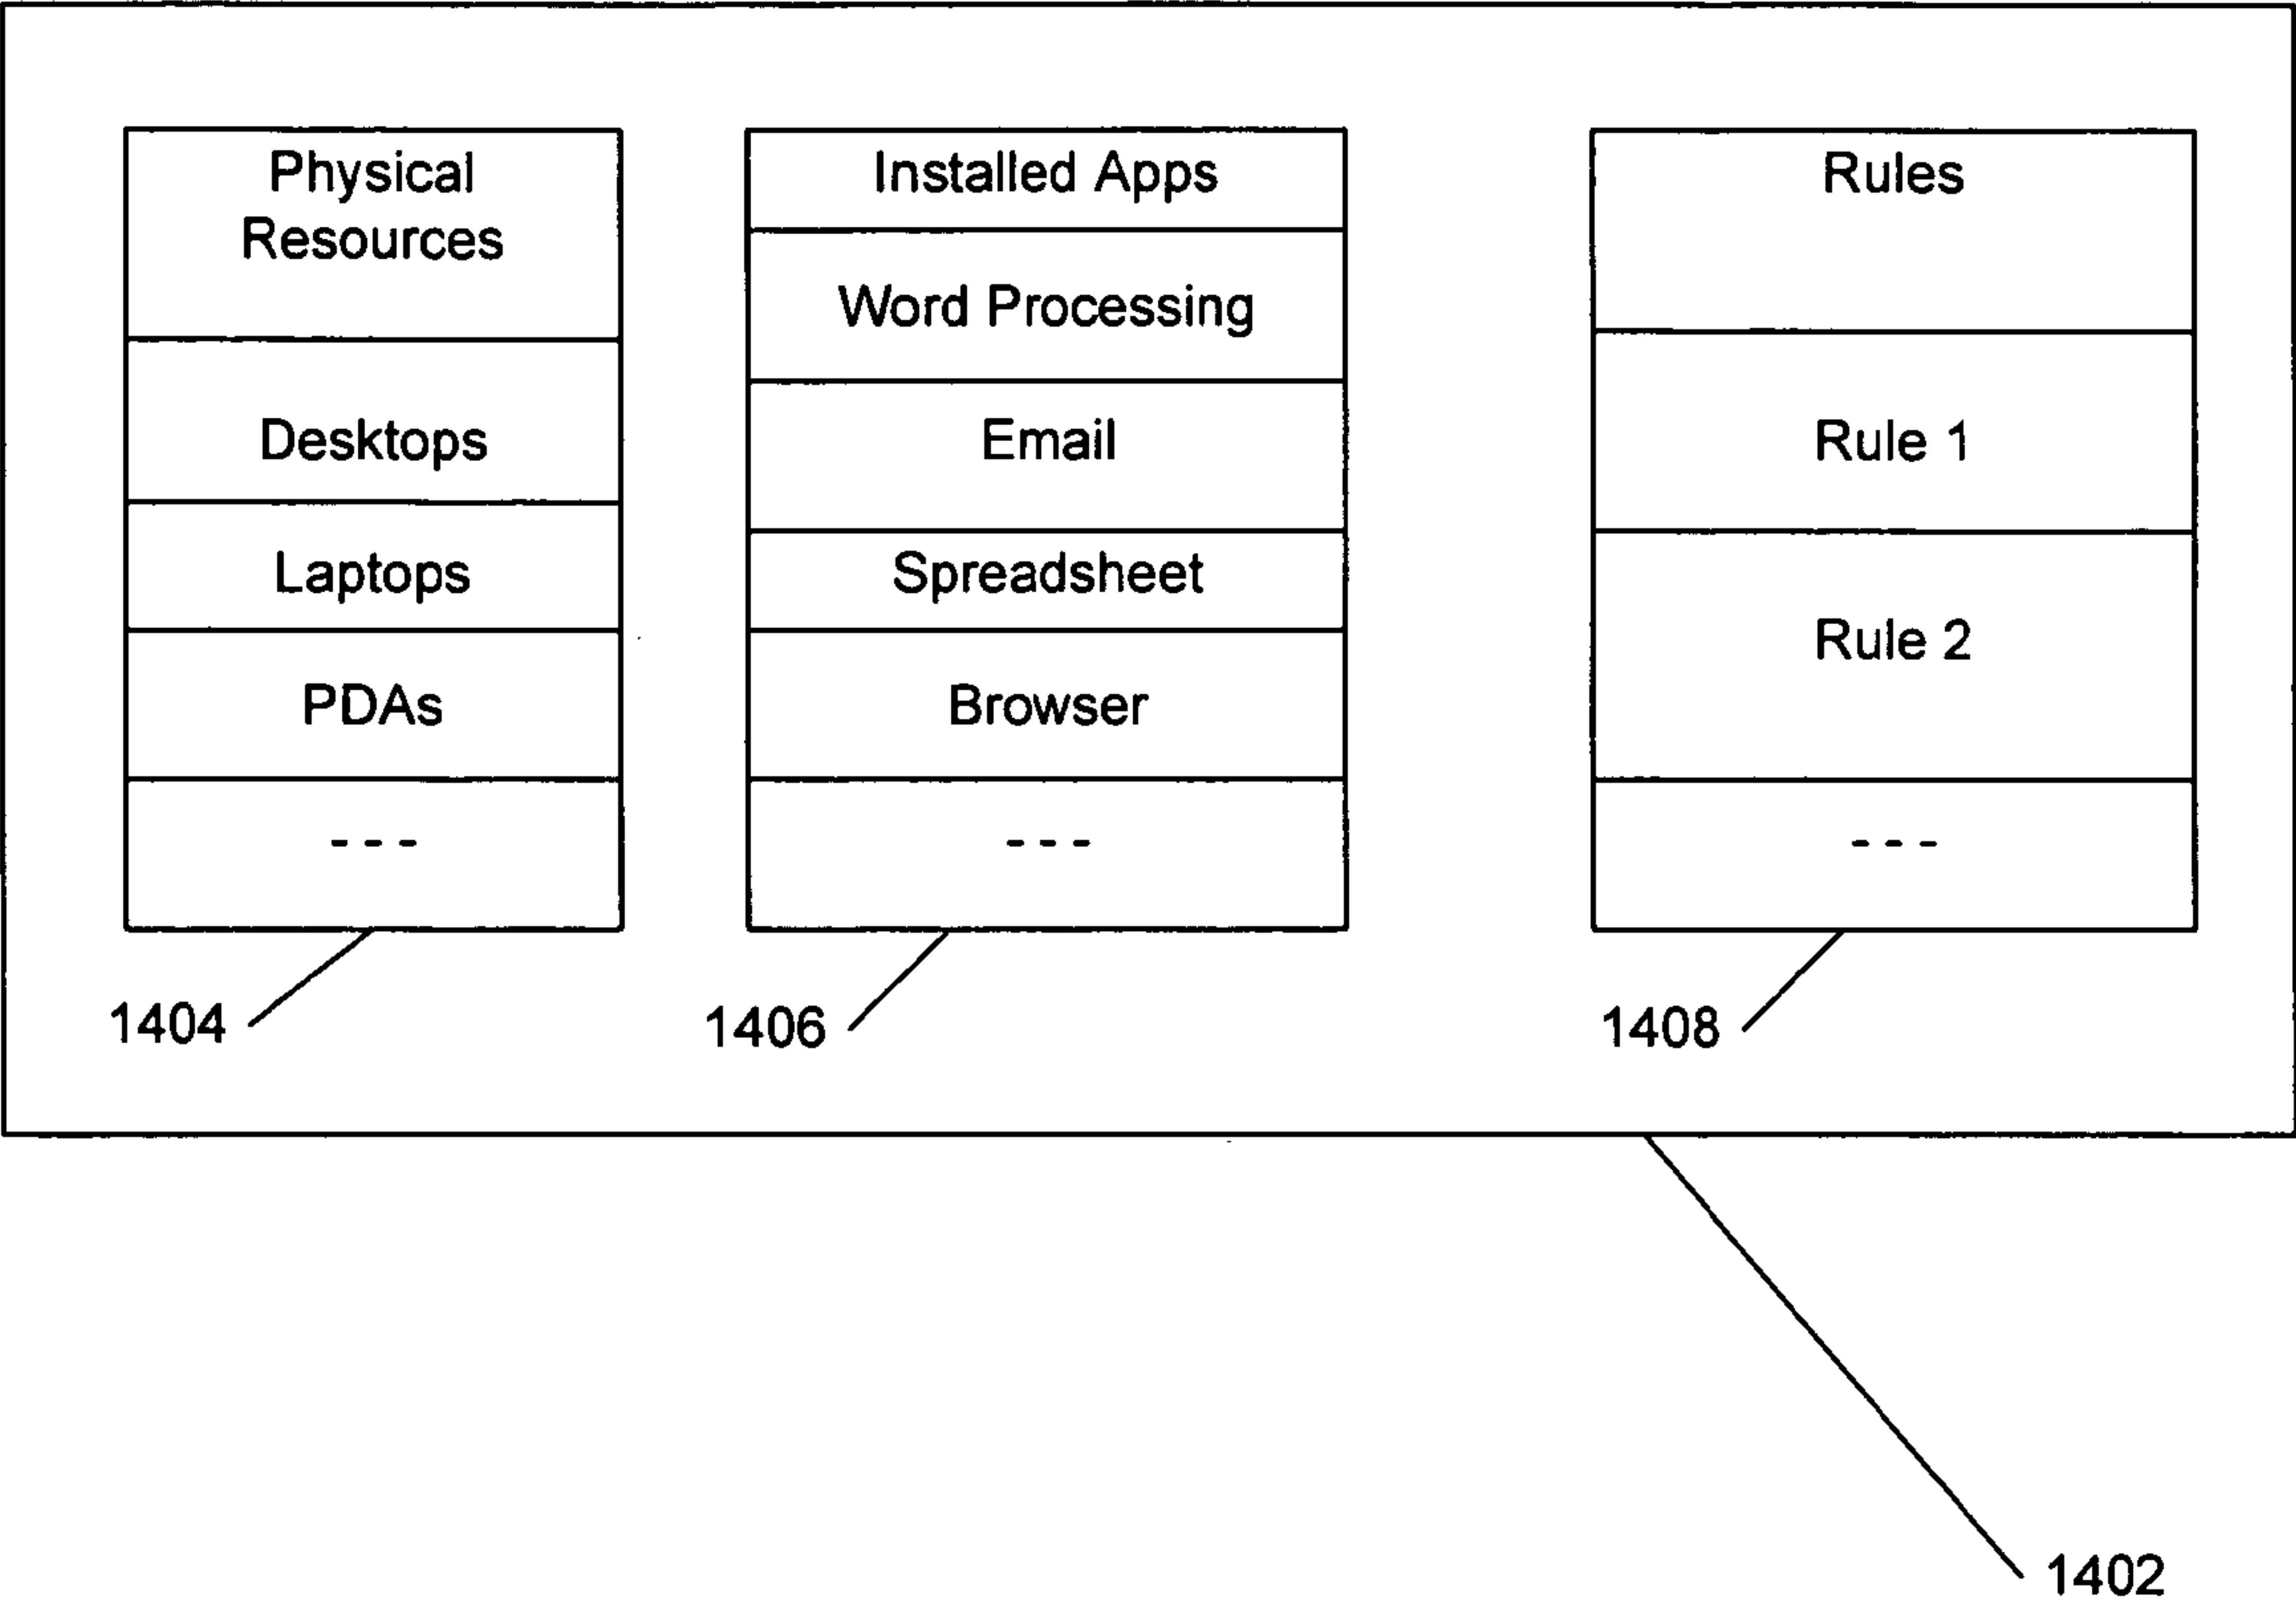 Physical
Resources
Desktops
Laptops
PDAs
- - -
1404
Installed Apps
Word Processing
Email
Spreadsheet
Browser
- - -
1406
Rules
Rule 1
Rule 2
- - -
1408
1402